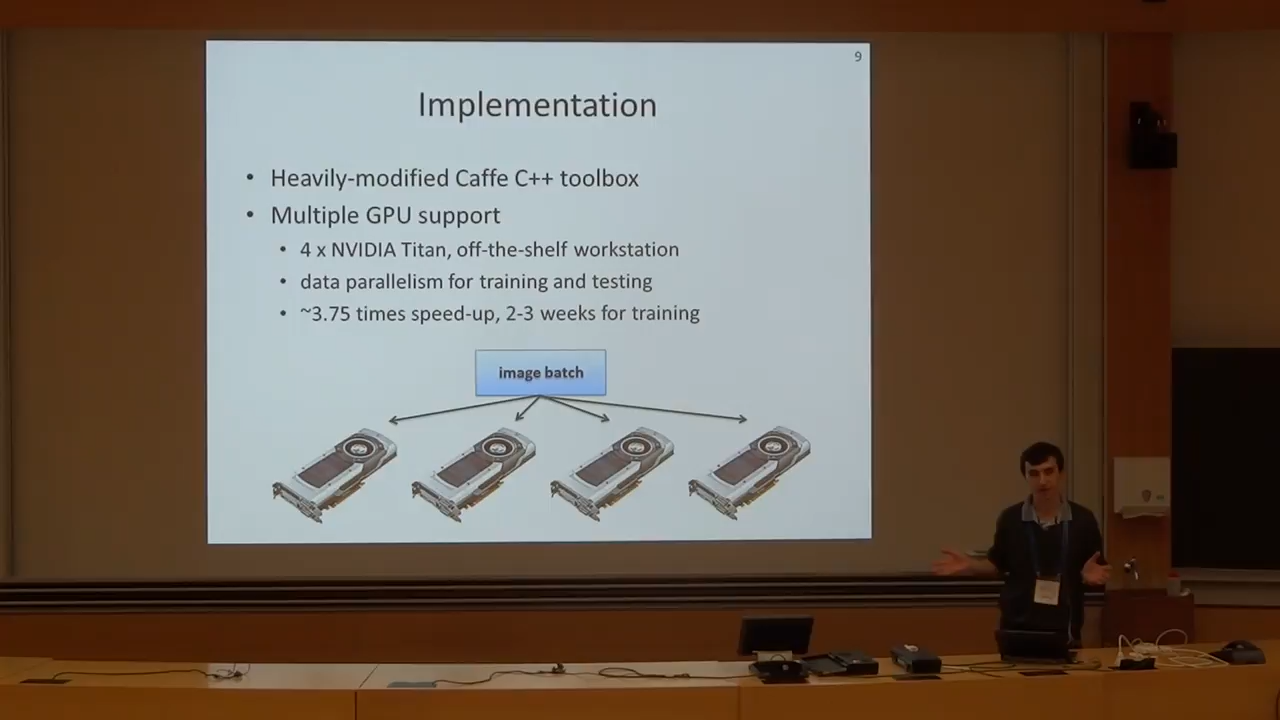 9
Implementation
• Heavily-modified Caffe C++ toolbox
• Multiple GPU support
• 4 x NVIDIA Titan, off-the-shelf workstation
• data parallelism for training and testing
• ~3.75 times speed-up, 2-3 weeks for training
image batch